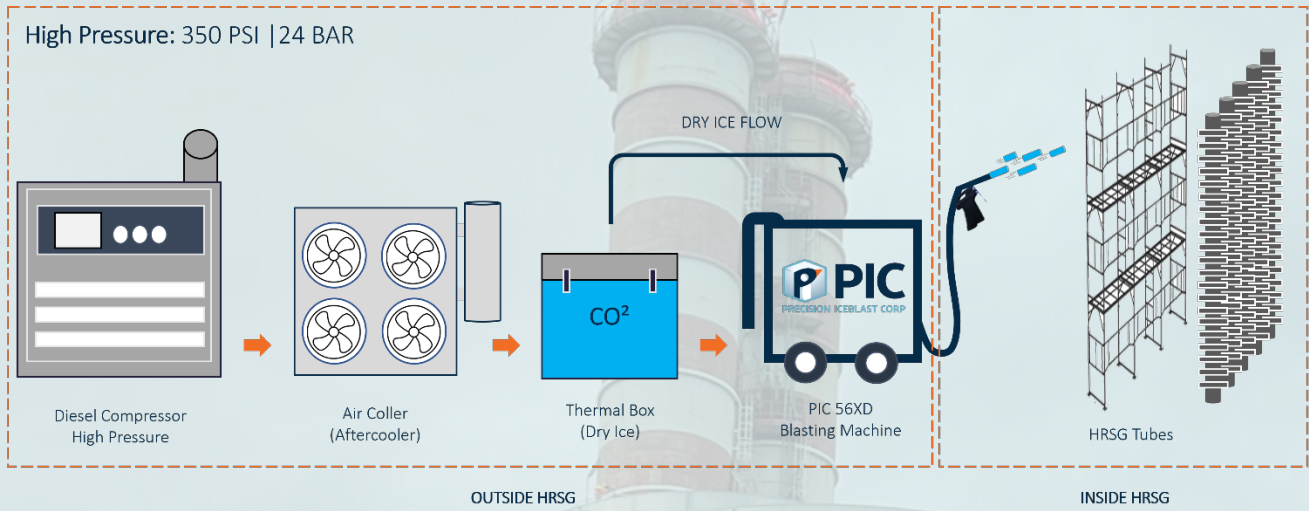 High Pressure: 350 PSI |24 BAR
DRY ICE FLOW
CO²
PIC
PRECISION ICEBLAST CORP
Diesel Compressor
High Pressure
Air Coller
(Aftercooler)
Thermal Box
(Dry Ice)
PIC 56XD
Blasting Machine
HRSG Tubes
OUTSIDE HRSG
INSIDE HRSG